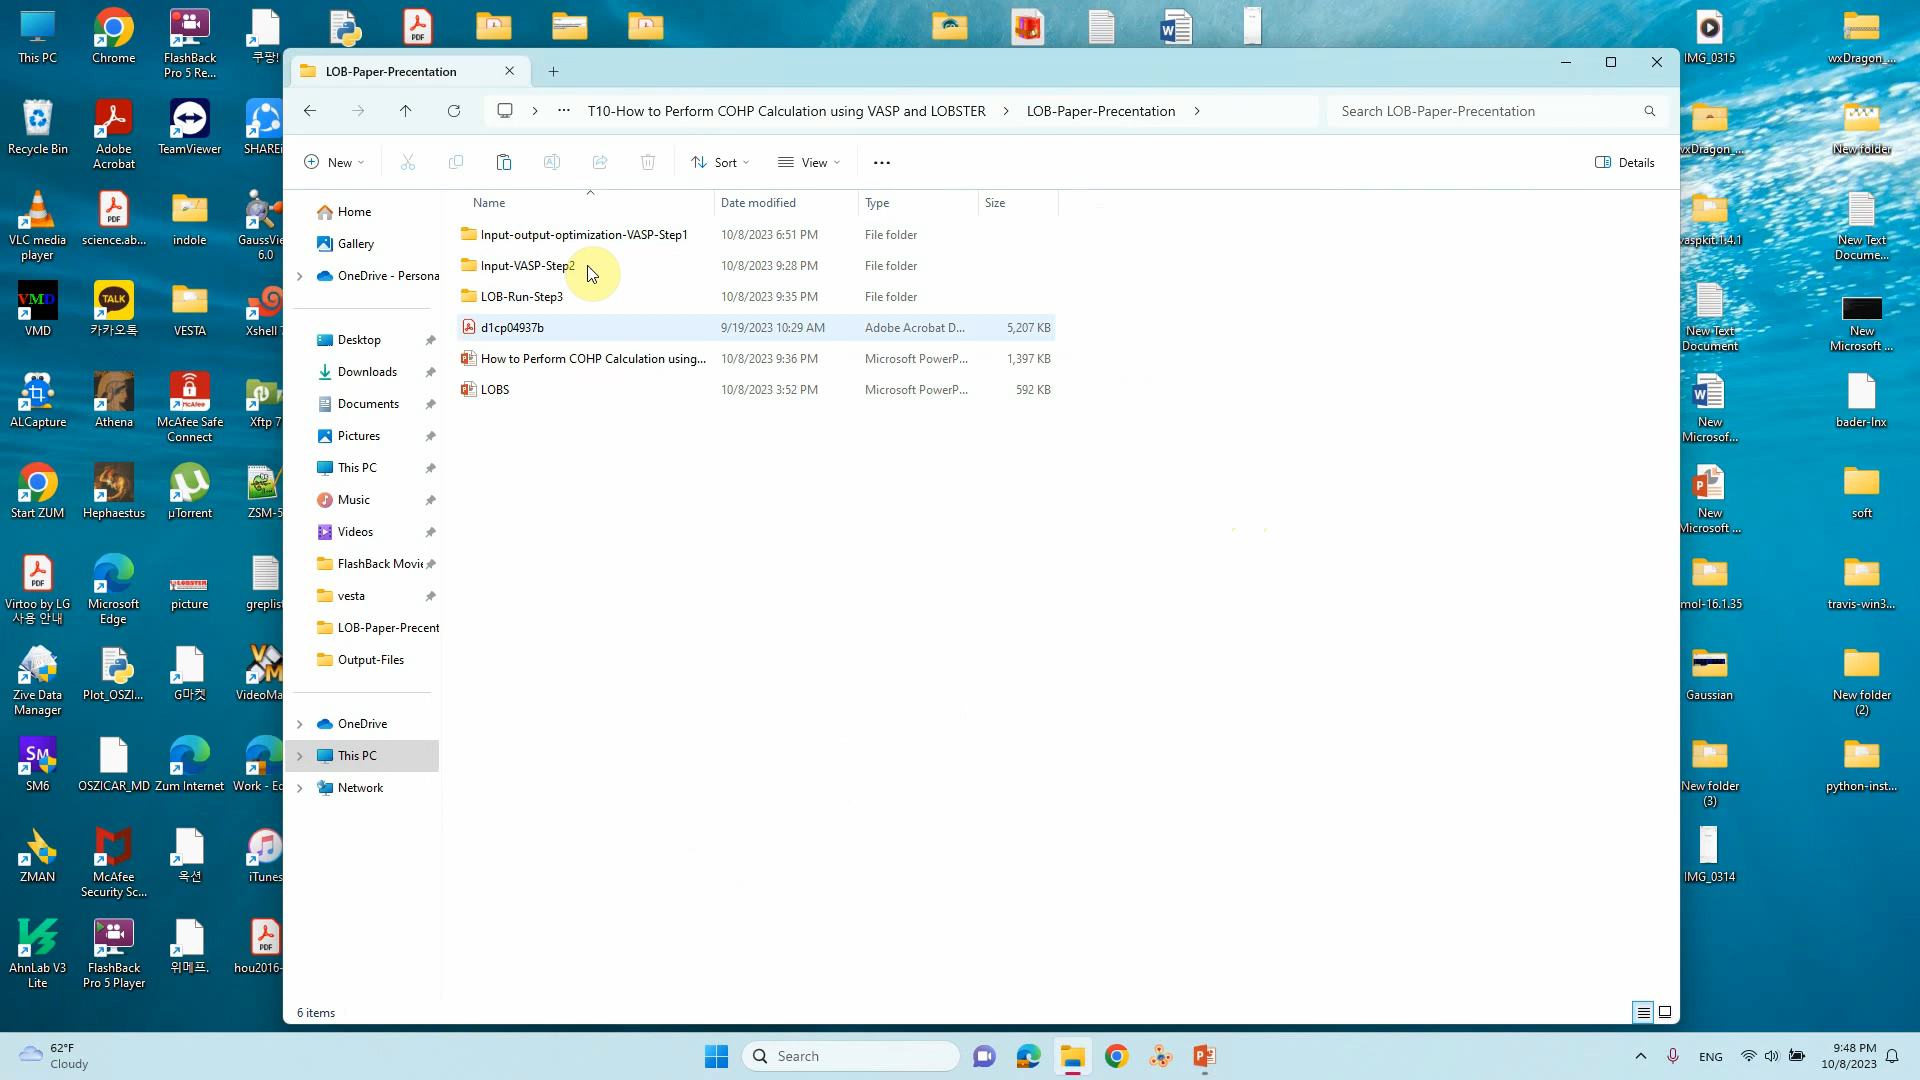 This PC
Chrome
FlashBack
Pro 5 Re...
쿠팡!
IMG_0315
wxDragon_...
LOB-Paper-Precentation
T10-How to Perform COHP Calculation using VASP and LOBSTER
LOB-Paper-Precentation
Search LOB-Paper-Precentation
Recycle Bin
Adobe
Acrobat
TeamViewer
SHAREi
New
Sort
View
Details
wxDragon_...
New folder
Name
Date modified
Type
Size
Home
Gallery
OneDrive - Persona
Input-output-optimization-VASP-Step1
10/8/2023 6:51 PM
File folder
Input-VASP-Step2
10/8/2023 9:28 PM
File folder
LOB-Run-Step3
10/8/2023 9:35 PM
File folder
d1cp04937b
9/19/2023 10:29 AM
Adobe Acrobat D...
5,207 KB
How to Perform COHP Calculation using...
10/8/2023 9:36 PM
Microsoft PowerP...
1,397 KB
LOBS
10/8/2023 3:52 PM
Microsoft PowerP...
592 KB
VLC media
player
science.ab...
indole
GaussVie
6.0
vaspkit.1.4.1
New Text
Docume...
VMD
VMD
TALK
카카오톡
VESTA
Xshell 7
New Text
Document
New
Microsoft ...
Desktop
Downloads
Documents
Pictures
This PC
Music
Videos
FlashBack Movie
vesta
LOB-Paper-Precent
Output-Files
OneDrive
This PC
Network
ALCapture
Athena
McAfee Safe
Connect
Xftp 7
New
Microsof...
bader-lnx
Start ZUM
Hephaestus
µTorrent
ZSM-5
New
Microsoft ...
soft
Virtoo by LG
사용 안내
Microsoft
Edge
LOBSTER
picture
greplist
mol-16.1.35
travis-win3...
Zive Data
Manager
Plot_OSZI...
G마켓
VideoMa
Gaussian
New folder
(2)
SM
SM6
OSZICAR_MD
Zum Internet
Work - Ed
New folder
(3)
python-inst...
ZMAN
McAfee
Security Sc...
옥션
iTunes
IMG_0314
AhnLab V3
Lite
FlashBack
Pro 5 Player
위메프.
hou2016-
6 items
62°F
Cloudy
Search
ENG
9:48 PM
10/8/2023